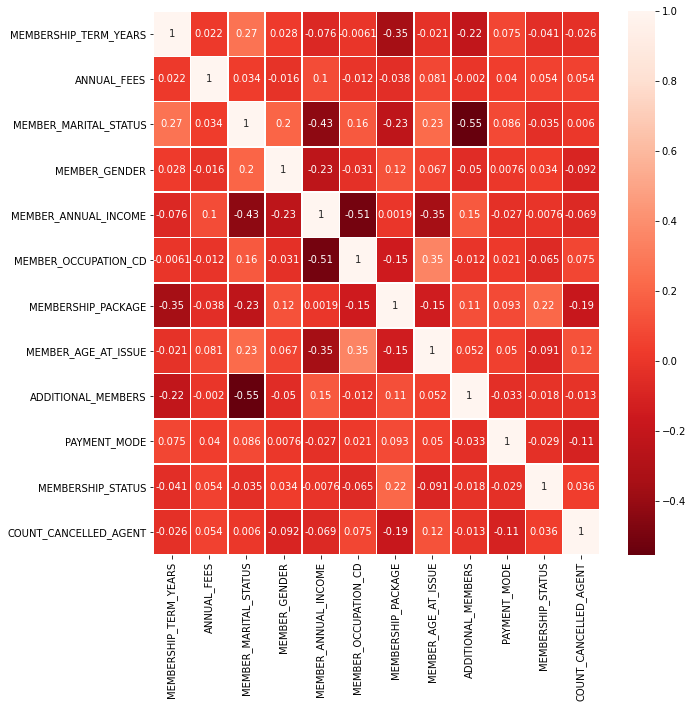 MEMBERSHIP_TERM_YEARS 1 0.022 0.27 0.028 -0.076 -0.0061 -0.35 -0.021 -0.22 0.075 -0.041 -0.026
ANNUAL_FEES 0.022 1 0.034 -0.016 0.1 -0.012 -0.038 0.081 -0.002 0.04 0.054 0.054
MEMBER_MARITAL_STATUS 0.27 0.034 1 0.2 -0.43 0.16 -0.23 0.23 -0.55 0.086 -0.035 0.006
MEMBER_GENDER 0.028 -0.016 0.2 1 -0.23 -0.031 0.12 0.067 -0.05 0.0076 0.034 -0.092
MEMBER_ANNUAL_INCOME -0.076 0.1 -0.43 -0.23 1 -0.51 0.0019 -0.35 0.15 -0.027 -0.0076 -0.069
MEMBER_OCCUPATION_CD -0.0061 -0.012 0.16 -0.031 -0.51 1 -0.15 0.35 -0.012 0.021 -0.065 0.075
MEMBERSHIP_PACKAGE -0.35 -0.038 -0.23 0.12 0.0019 -0.15 1 -0.15 0.11 0.093 0.22 -0.19
MEMBER_AGE_AT_ISSUE -0.021 0.081 0.23 0.067 -0.35 0.35 -0.15 1 0.052 0.05 -0.091 0.12
ADDITIONAL_MEMBERS -0.22 -0.002 -0.55 -0.05 0.15 -0.012 0.11 0.052 1 -0.033 -0.018 -0.013
PAYMENT_MODE 0.075 0.04 0.086 0.0076 -0.027 0.021 0.093 0.05 -0.033 1 -0.029 -0.11
MEMBERSHIP_STATUS -0.041 0.054 -0.035 0.034 -0.0076 -0.065 0.22 -0.091 -0.018 -0.029 1 0.036
COUNT_CANCELLED_AGENT -0.026 0.054 0.006 -0.092 -0.069 0.075 -0.19 0.12 -0.013 -0.11 0.036 1
MEMBERSHIP_TERM_YEARS
ANNUAL_FEES
MEMBER_MARITAL_STATUS
MEMBER_GENDER
MEMBER_ANNUAL_INCOME
MEMBER_OCCUPATION_CD
MEMBERSHIP_PACKAGE
MEMBER_AGE_AT_ISSUE
ADDITIONAL_MEMBERS
PAYMENT_MODE
MEMBERSHIP_STATUS
COUNT_CANCELLED_AGENT
1.0
0.8
0.6
0.4
0.2
0.0
−0.2
−0.4